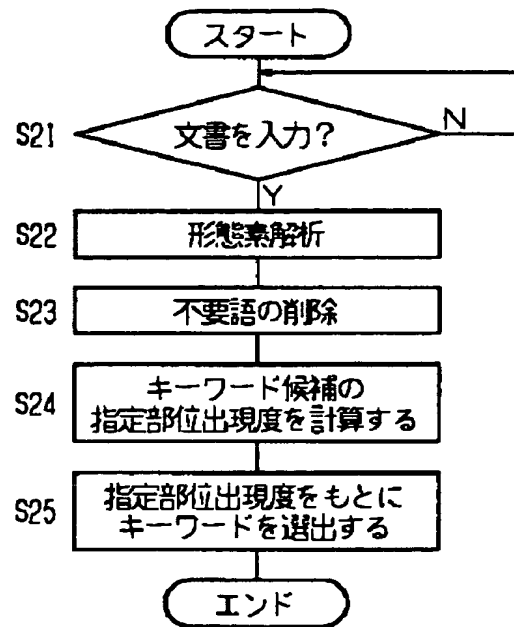 スタート
S21
文書を入力?
N
Y
S22
形態素解析
S23
不要語の削除
S24
キーワード候補の
指定部位出現度を計算する
S25
指定部位出現度をもとに
キーワードを選出する
エンド